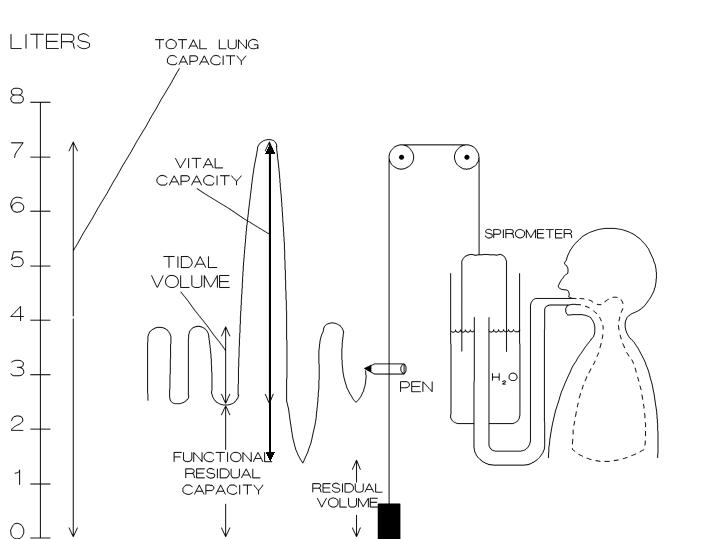 LITERS
TOTAL LUNG
CAPACITY
8
7
VITAL
CAPACITY
6
SPIROMETER
5
TIDAL
VOLUME
4
3
H2O
PEN
2
FUNCTIONAL
RESIDUAL
CAPACITY
1
RESIDUAL
VOLUME
0